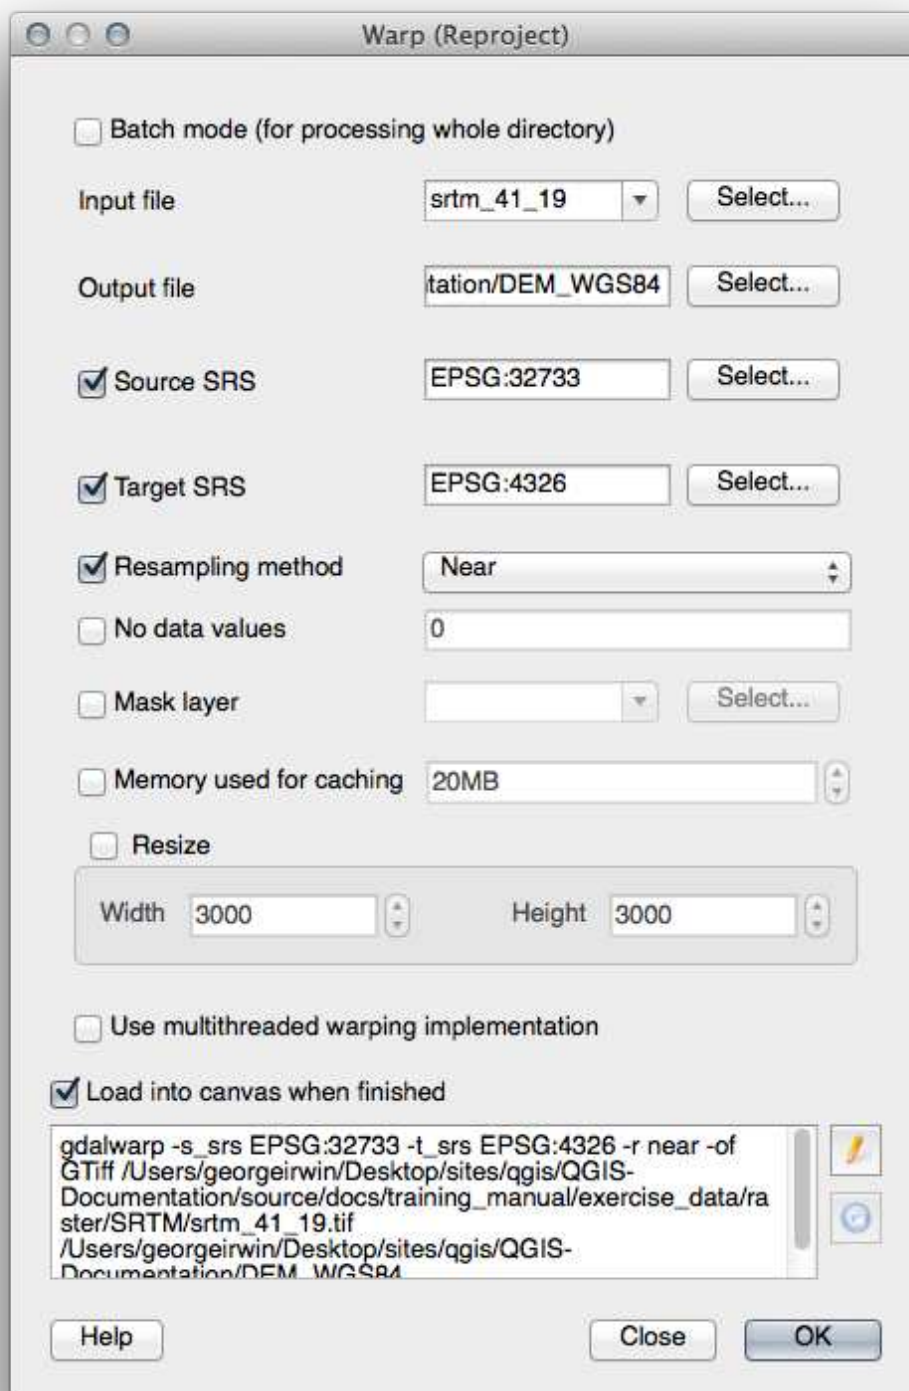 Warp (Reproject)
Batch mode (for processing whole directory)
Input file srtm_41_19 Select...
Output file tation/DEM_WGS84 Select...
Source SRS EPSG:32733 Select...
Target SRS EPSG:4326 Select...
Resampling method Near
No data values 0
Mask layer Select...
Memory used for caching 20MB
Resize
Width 3000 Height 3000
Use multithreaded warping implementation
Load into canvas when finished
gdalwarp -s_srs EPSG:32733 -t_srs EPSG:4326 -r near -of
GTiff /Users/georgeirwin/Desktop/sites/qgis/QGIS-
Documentation/source/docs/training_manual/exercise_data/ra
ster/SRTM/srtm_41_19.tif
/Users/georgeirwin/Desktop/sites/qgis/QGIS-
Documentation/DEM_WGS84
Help Close OK